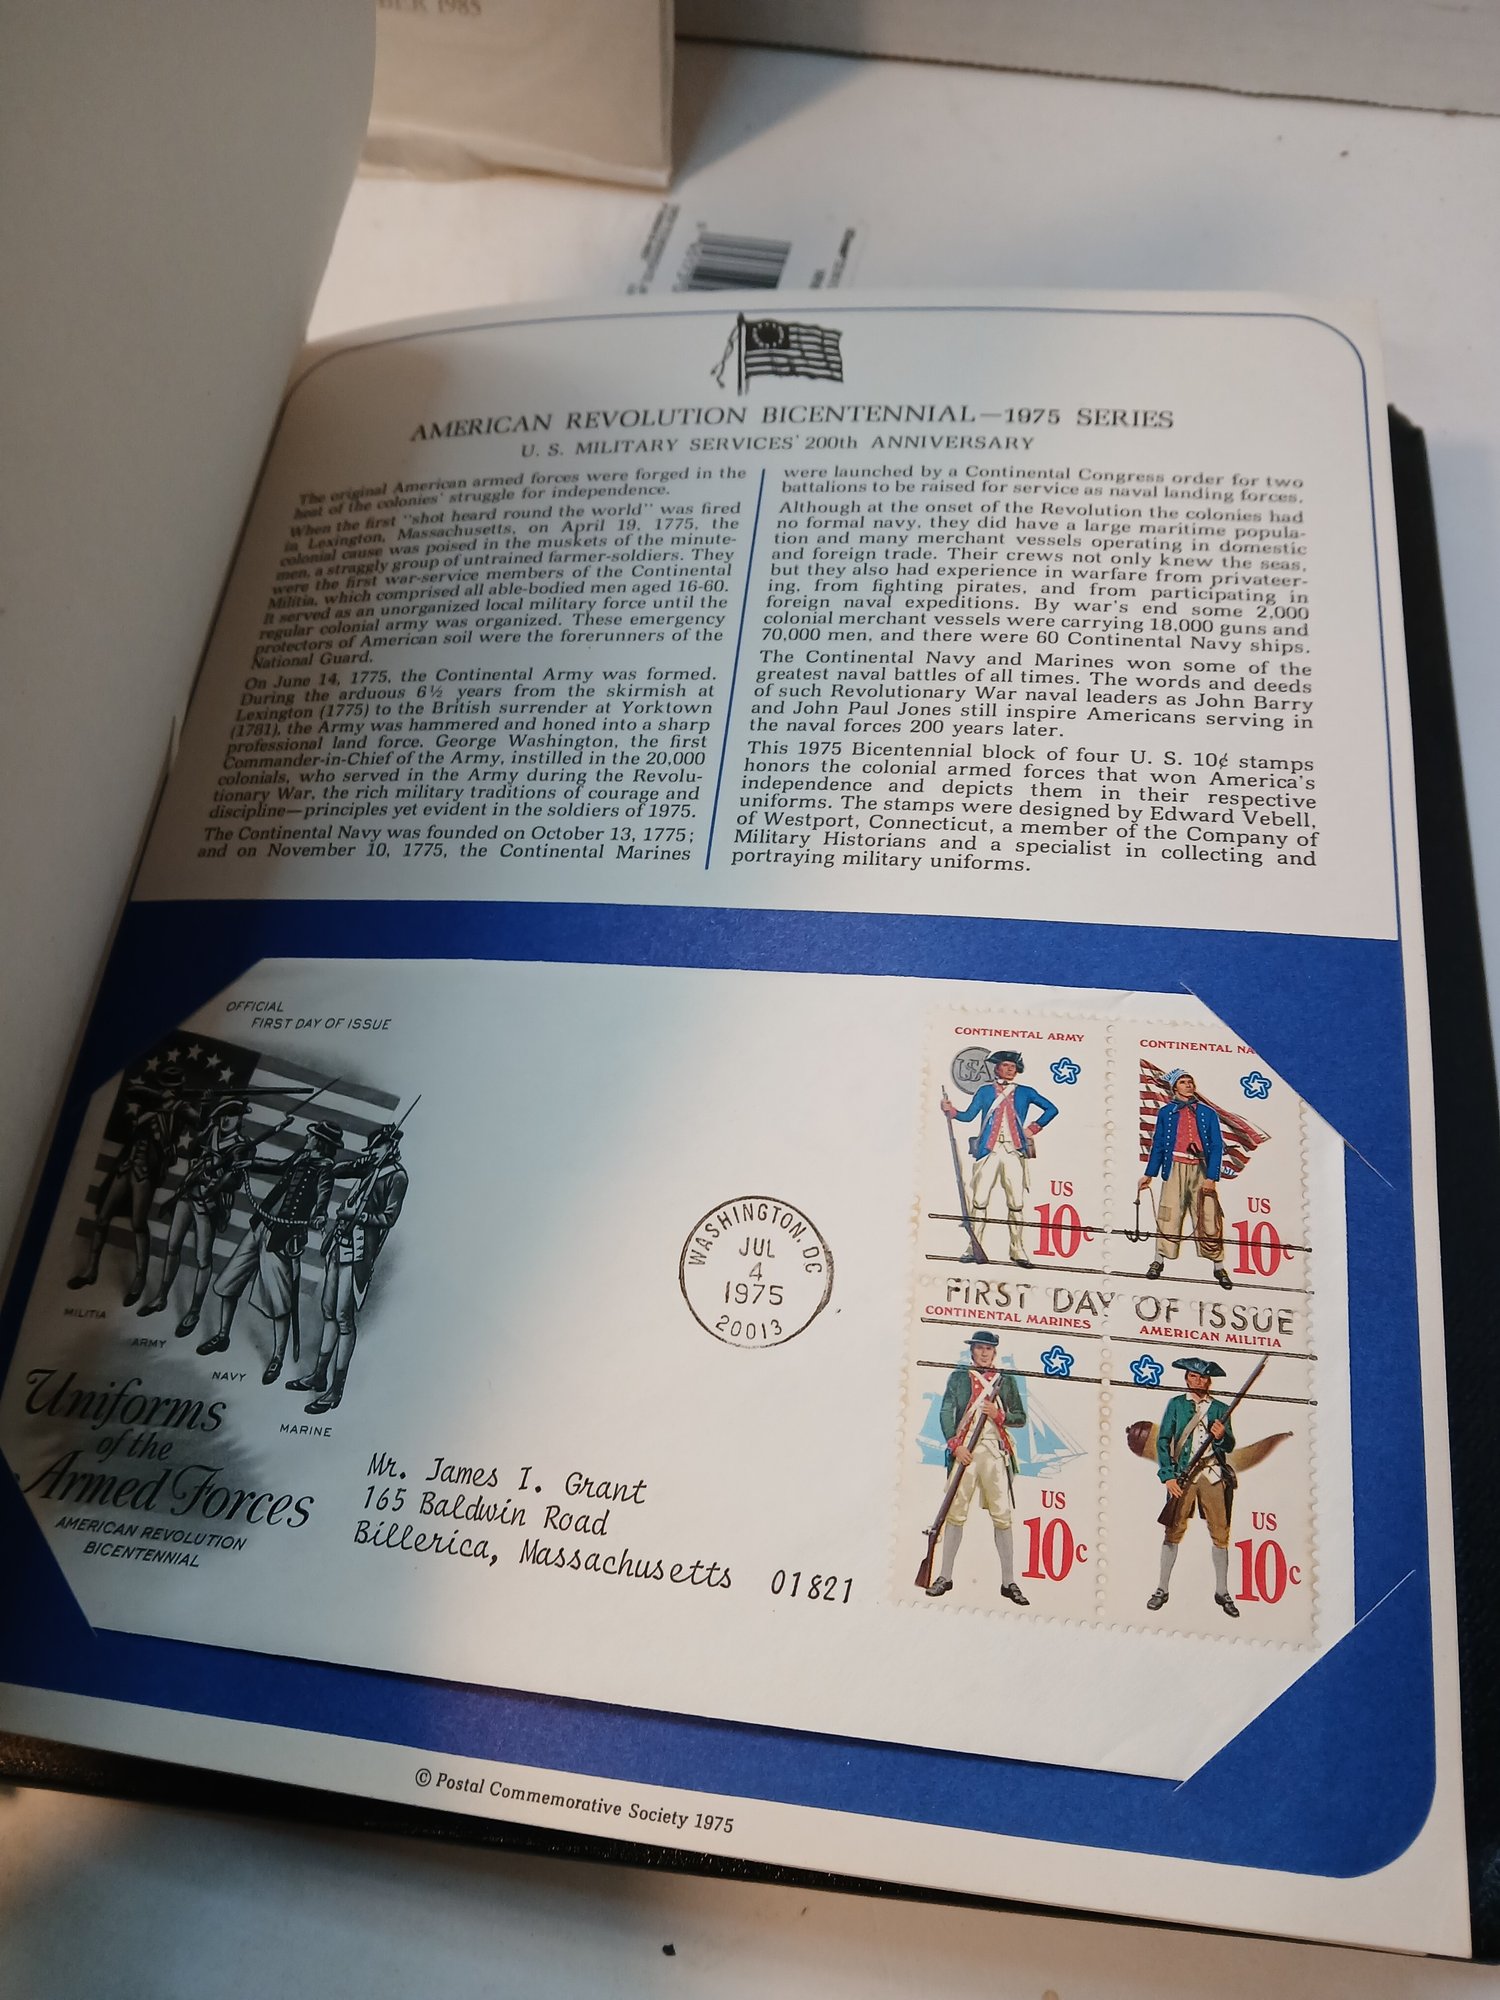 BER 1985
AMERICAN REVOLUTION BICENTENNIAL—1975 SERIES
U. S. MILITARY SERVICES' 200th ANNIVERSARY
The original American armed forces were forged in the
heat of the colonies' struggle for independence.
When the first "shot heard round the world" was fired
in Lexington, Massachusetts, on April 19, 1775, the
colonial cause was poised in the muskets of the minute-
men, a straggly group of untrained farmer-soldiers. They
were the first war-service members of the Continental
Militia, which comprised all able-bodied men aged 16-60.
It served as an unorganized local military force until the
regular colonial army was organized. These emergency
protectors of American soil were the forerunners of the
National Guard.
On June 14, 1775, the Continental Army was formed.
During the arduous 6½ years from the skirmish at
Lexington (1775) to the British surrender at Yorktown
(1781), the Army was hammered and honed into a sharp
professional land force. George Washington, the first
Commander-in-Chief of the Army, instilled in the 20,000
colonials, who served in the Army during the Revolu-
tionary War, the rich military traditions of courage and
discipline—principles yet evident in the soldiers of 1975.
The Continental Navy was founded on October 13, 1775;
and on November 10, 1775, the Continental Marines
were launched by a Continental Congress order for two
battalions to be raised for service as naval landing forces.
Although at the onset of the Revolution the colonies had
no formal navy, they did have a large maritime popula-
tion and many merchant vessels operating in domestic
and foreign trade. Their crews not only knew the seas,
but they also had experience in warfare from privateer-
ing, from fighting pirates, and from participating in
foreign naval expeditions. By war's end some 2,000
colonial merchant vessels were carrying 18,000 guns and
70,000 men, and there were 60 Continental Navy ships.
The Continental Navy and Marines won some of the
greatest naval battles of all times. The words and deeds
of such Revolutionary War naval leaders as John Barry
and John Paul Jones still inspire Americans serving in
the naval forces 200 years later.
This 1975 Bicentennial block of four U. S. 10¢ stamps
honors the colonial armed forces that won America's
independence and depicts them in their respective
uniforms. The stamps were designed by Edward Vebell,
of Westport, Connecticut, a member of the Company of
Military Historians and a specialist in collecting and
portraying military uniforms.
OFFICIAL
FIRST DAY OF ISSUE
MILITIA
ARMY
NAVY
MARINE
Uniforms
of the
Armed Forces
AMERICAN REVOLUTION
BICENTENNIAL
WASHINGTON, DC
JUL
4
1975
20013
CONTINENTAL ARMY
USA
US
10c
CONTINENTAL NA
US
10c
FIRST DAY OF ISSUE
CONTINENTAL MARINES
US
10c
AMERICAN MILITIA
US
10c
Mr. James I. Grant
165 Baldwin Road
Billerica, Massachusetts 01821
© Postal Commemorative Society 1975